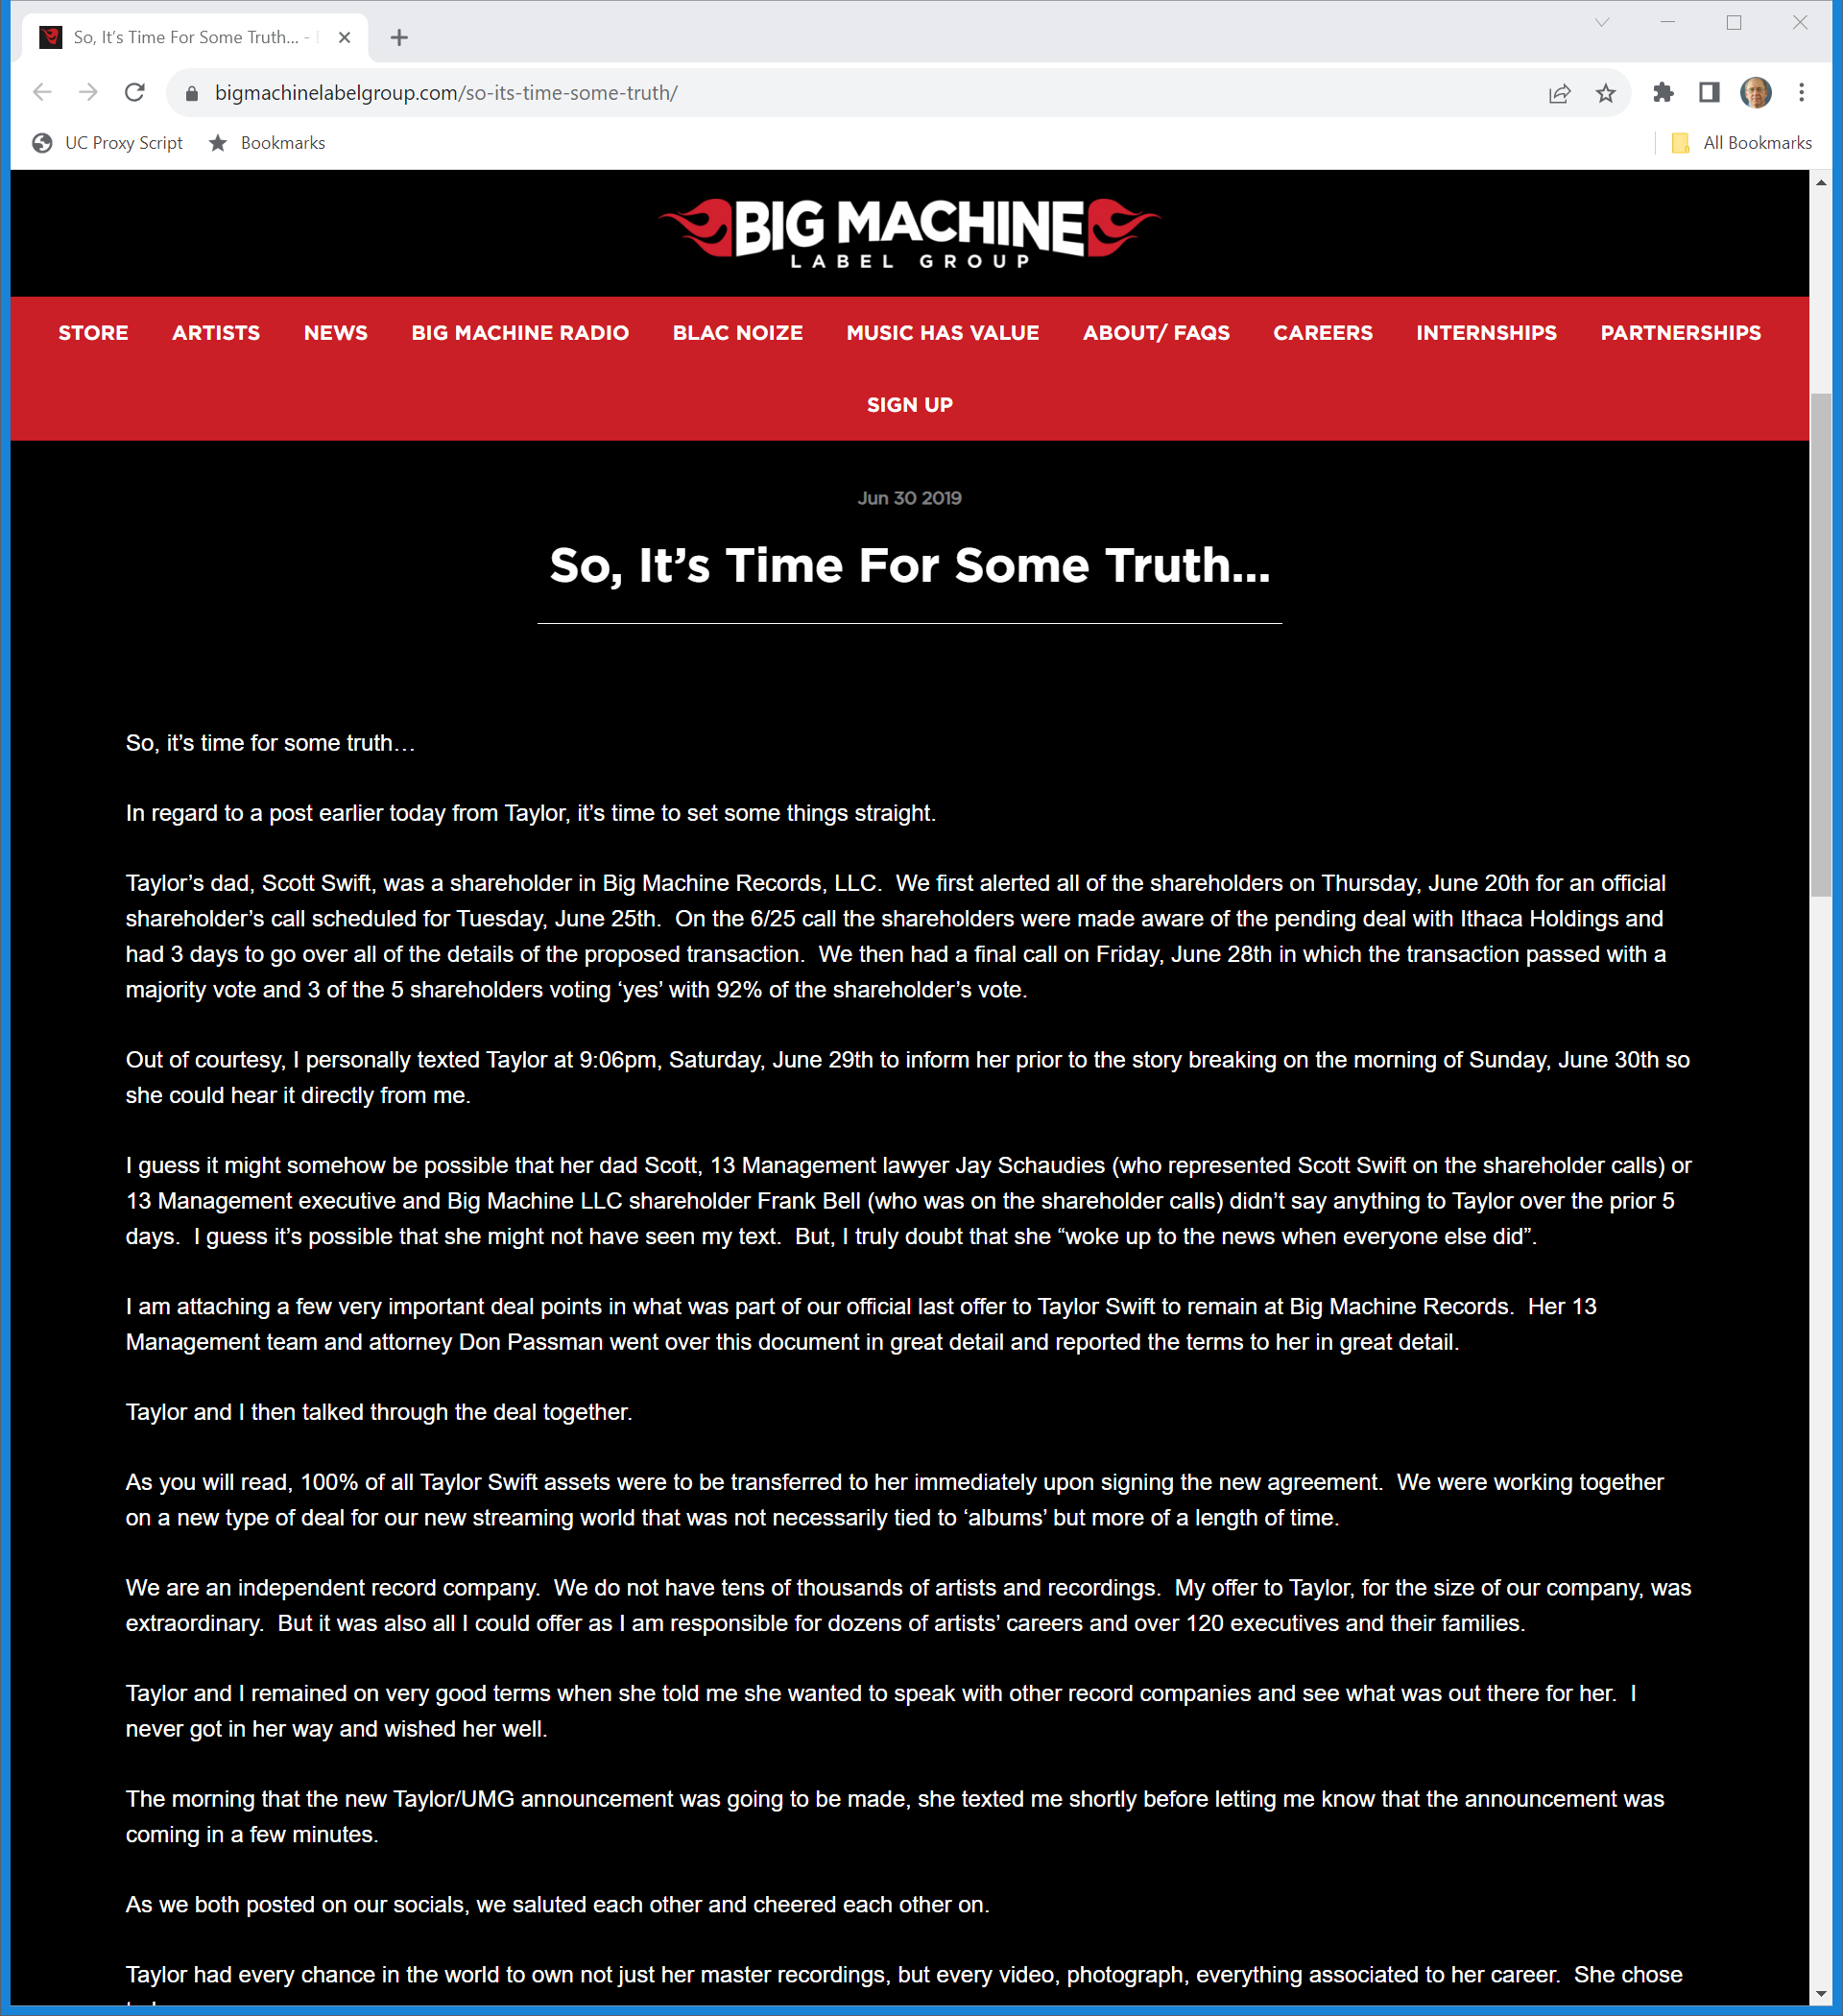 So, It’s Time For Some Truth... -
bigmachinelabelgroup.com/so-its-time-some-truth/
UC Proxy Script Bookmarks All Bookmarks
BIG MACHINE
LABEL GROUP
STORE ARTISTS NEWS BIG MACHINE RADIO BLAC NOIZE MUSIC HAS VALUE ABOUT/ FAQS CAREERS INTERNSHIPS PARTNERSHIPS
SIGN UP
Jun 30 2019
So, It’s Time For Some Truth...
So, it’s time for some truth…
In regard to a post earlier today from Taylor, it’s time to set some things straight.
Taylor’s dad, Scott Swift, was a shareholder in Big Machine Records, LLC.  We first alerted all of the shareholders on Thursday, June 20th for an official
shareholder’s call scheduled for Tuesday, June 25th.  On the 6/25 call the shareholders were made aware of the pending deal with Ithaca Holdings and
had 3 days to go over all of the details of the proposed transaction.  We then had a final call on Friday, June 28th in which the transaction passed with a
majority vote and 3 of the 5 shareholders voting ‘yes’ with 92% of the shareholder’s vote.
Out of courtesy, I personally texted Taylor at 9:06pm, Saturday, June 29th to inform her prior to the story breaking on the morning of Sunday, June 30th so
she could hear it directly from me.
I guess it might somehow be possible that her dad Scott, 13 Management lawyer Jay Schaudies (who represented Scott Swift on the shareholder calls) or
13 Management executive and Big Machine LLC shareholder Frank Bell (who was on the shareholder calls) didn’t say anything to Taylor over the prior 5
days.  I guess it’s possible that she might not have seen my text.  But, I truly doubt that she “woke up to the news when everyone else did”.
I am attaching a few very important deal points in what was part of our official last offer to Taylor Swift to remain at Big Machine Records.  Her 13
Management team and attorney Don Passman went over this document in great detail and reported the terms to her in great detail.
Taylor and I then talked through the deal together.
As you will read, 100% of all Taylor Swift assets were to be transferred to her immediately upon signing the new agreement.  We were working together
on a new type of deal for our new streaming world that was not necessarily tied to ‘albums’ but more of a length of time.
We are an independent record company.  We do not have tens of thousands of artists and recordings.  My offer to Taylor, for the size of our company, was
extraordinary.  But it was also all I could offer as I am responsible for dozens of artists’ careers and over 120 executives and their families.
Taylor and I remained on very good terms when she told me she wanted to speak with other record companies and see what was out there for her.  I
never got in her way and wished her well.
The morning that the new Taylor/UMG announcement was going to be made, she texted me shortly before letting me know that the announcement was
coming in a few minutes.
As we both posted on our socials, we saluted each other and cheered each other on.
Taylor had every chance in the world to own not just her master recordings, but every video, photograph, everything associated to her career.  She chose